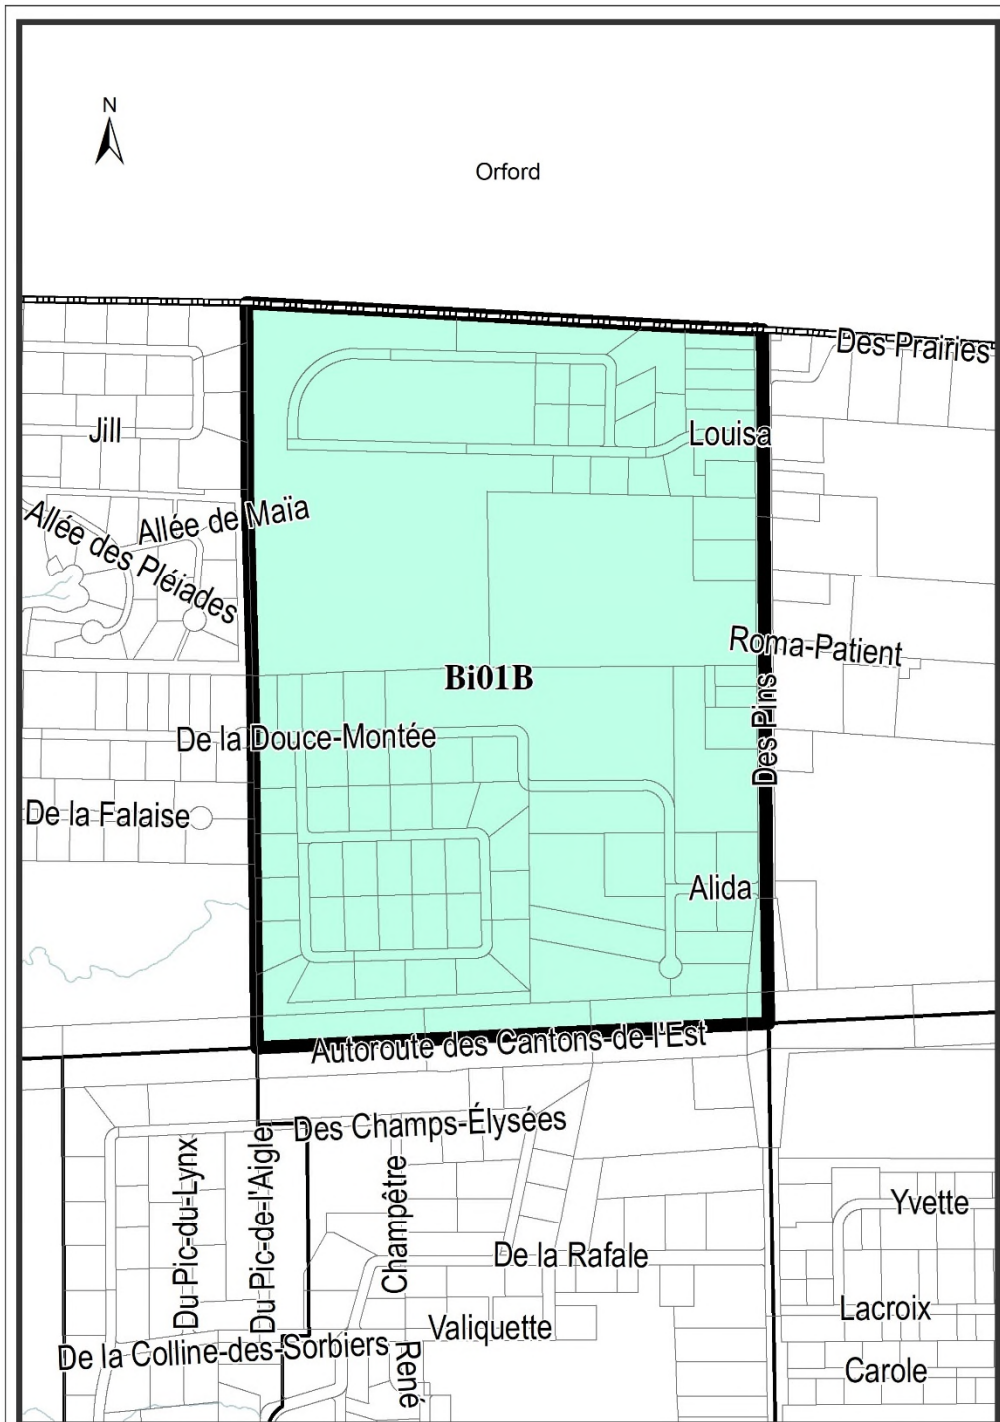 N
Orford
Des Prairies
Jill
Louisa
Allée de Maïa
Allée des Pléiades
Roma-Patient
Bi01B
Des Pins
De la Douce-Montée
De la Falaise
Alida
Autoroute des Cantons-de-l'Est
Des Champs-Élysées
Du Pic-du-Lynx
Du Pic-de-l'Aigle
Champêtre
Yvette
De la Rafale
Lacroix
Valiquette
De la Colline-des-Sorbiers
René
Carole